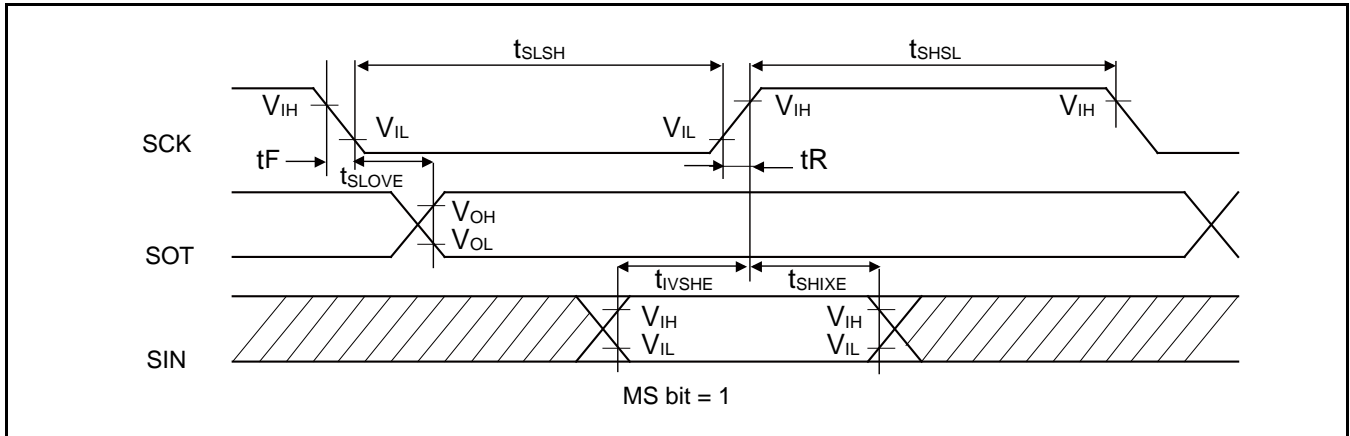 tSLSH tSHSL
VIH VIL VIL VIH VIH
SCK
tF tR
tSLOVE
VOH
VOL
SOT
tIVSHE tSHIXE
VIH VIH
VIL VIL
SIN
MS bit = 1